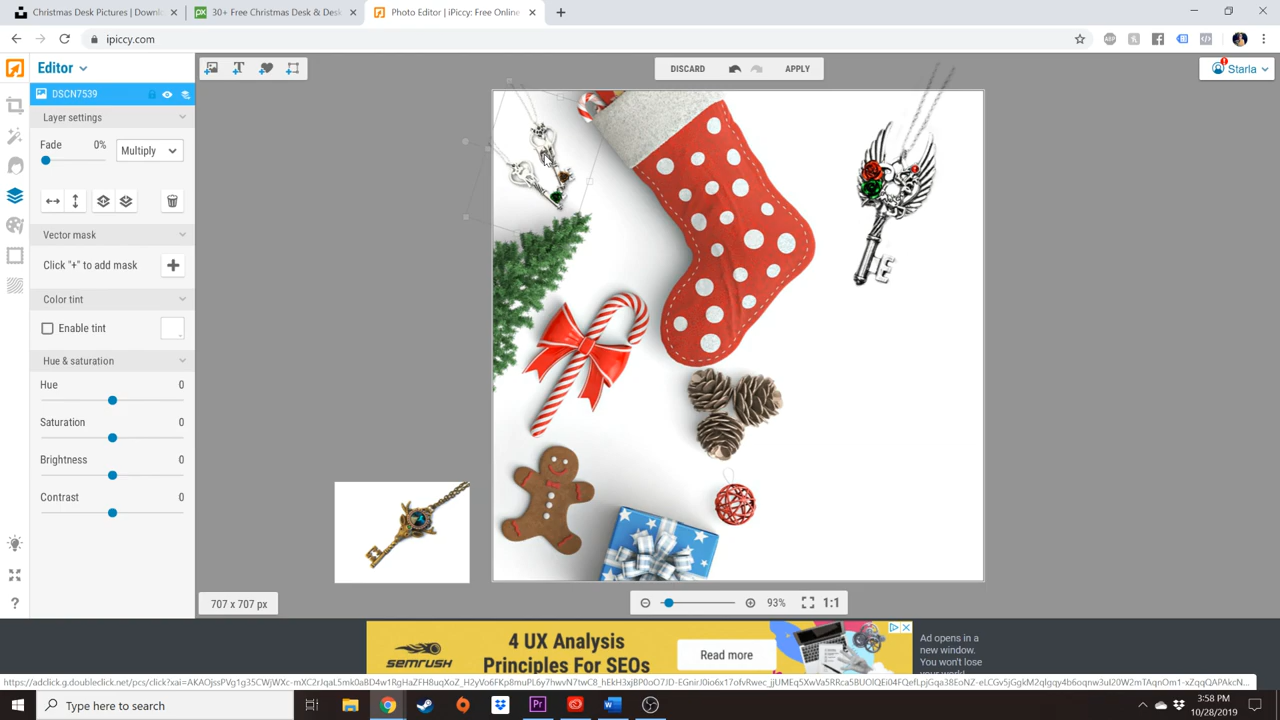 Christmas Desk Pictures | Downl
30+ Free Christmas Desk & Desk
Photo Editor | iPiccy: Free Online
ipiccy.com
Editor
DISCARD
APPLY
Starla
DSCN7539
Layer settings
Fade 0%
Multiply
Vector mask
Click "+" to add mask
Color tint
Enable tint
Hue & saturation
Hue 0
Saturation 0
Brightness 0
Contrast 0
707 x 707 px
93%
1:1
SEMRUSH
4 UX Analysis
Principles For SEOs
Read more
Ad opens in a
new window.
You won't lose
Type here to search
3:58 PM
10/28/2019